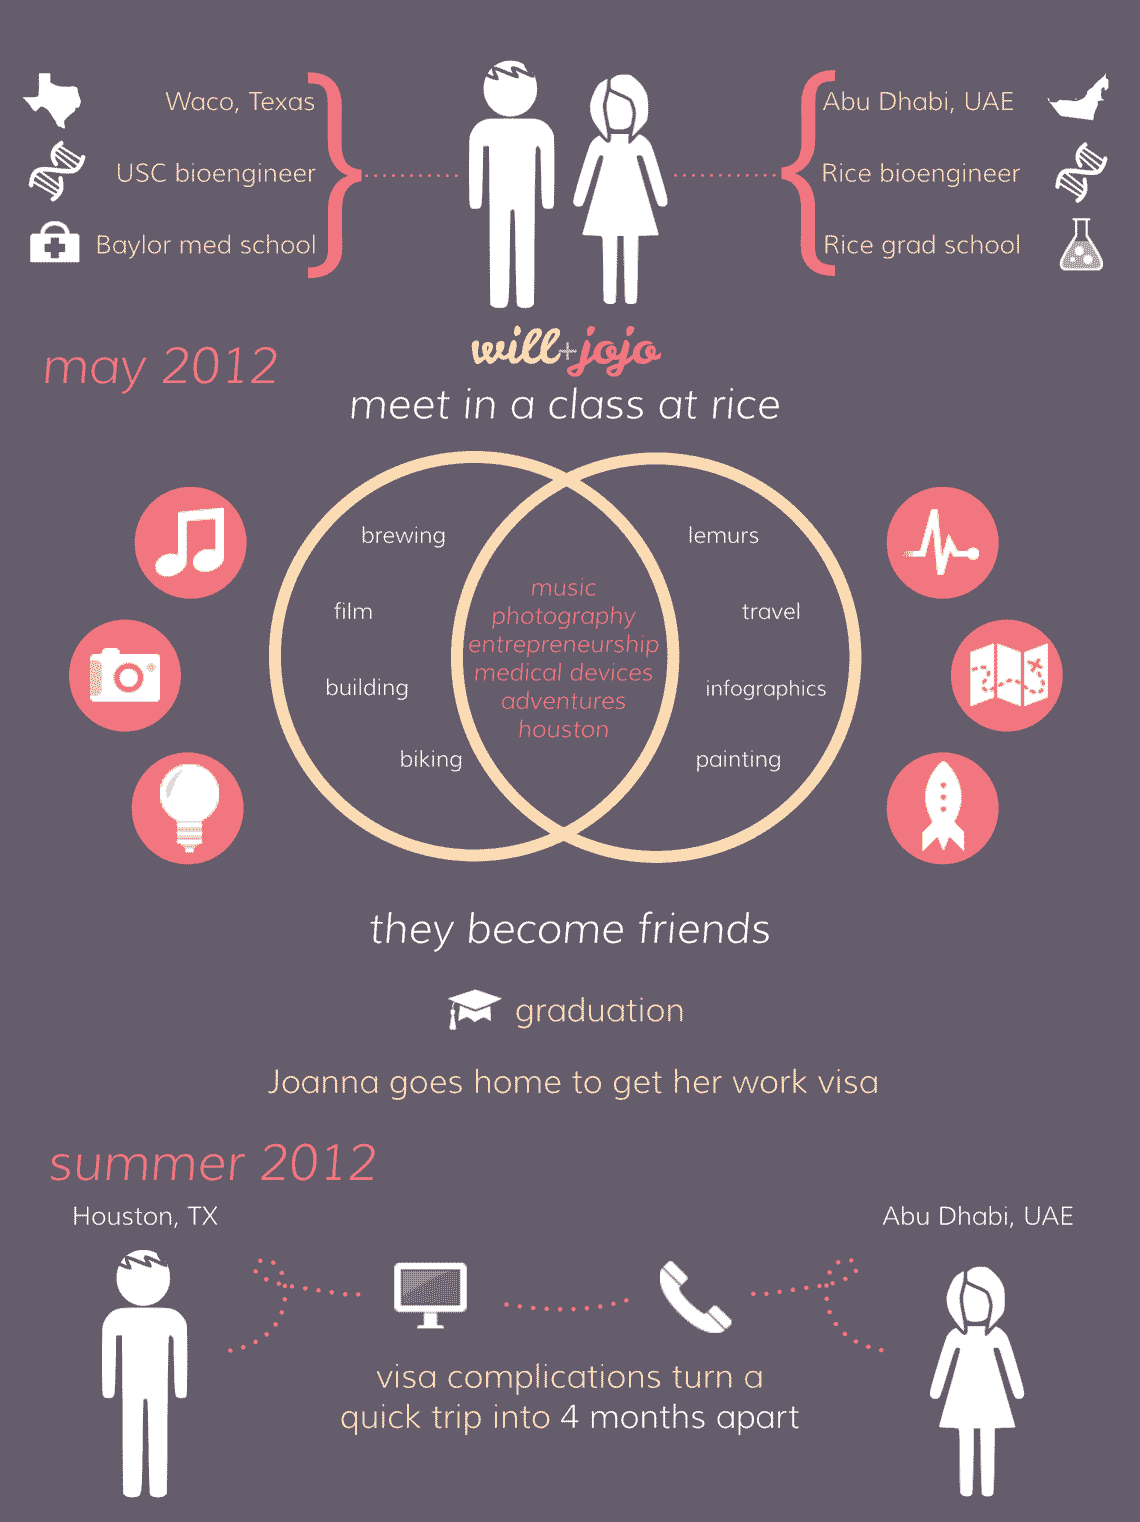 Waco, Texas
USC bioengineer
Baylor med school
Abu Dhabi, UAE
Rice bioengineer
Rice grad school
will+jojo
may 2012
meet in a class at rice
brewing
film
building
biking
music
photography
entrepreneurship
medical devices
adventures
houston
lemurs
travel
infographics
painting
they become friends
graduation
Joanna goes home to get her work visa
summer 2012
Houston, TX
Abu Dhabi, UAE
visa complications turn a
quick trip into 4 months apart